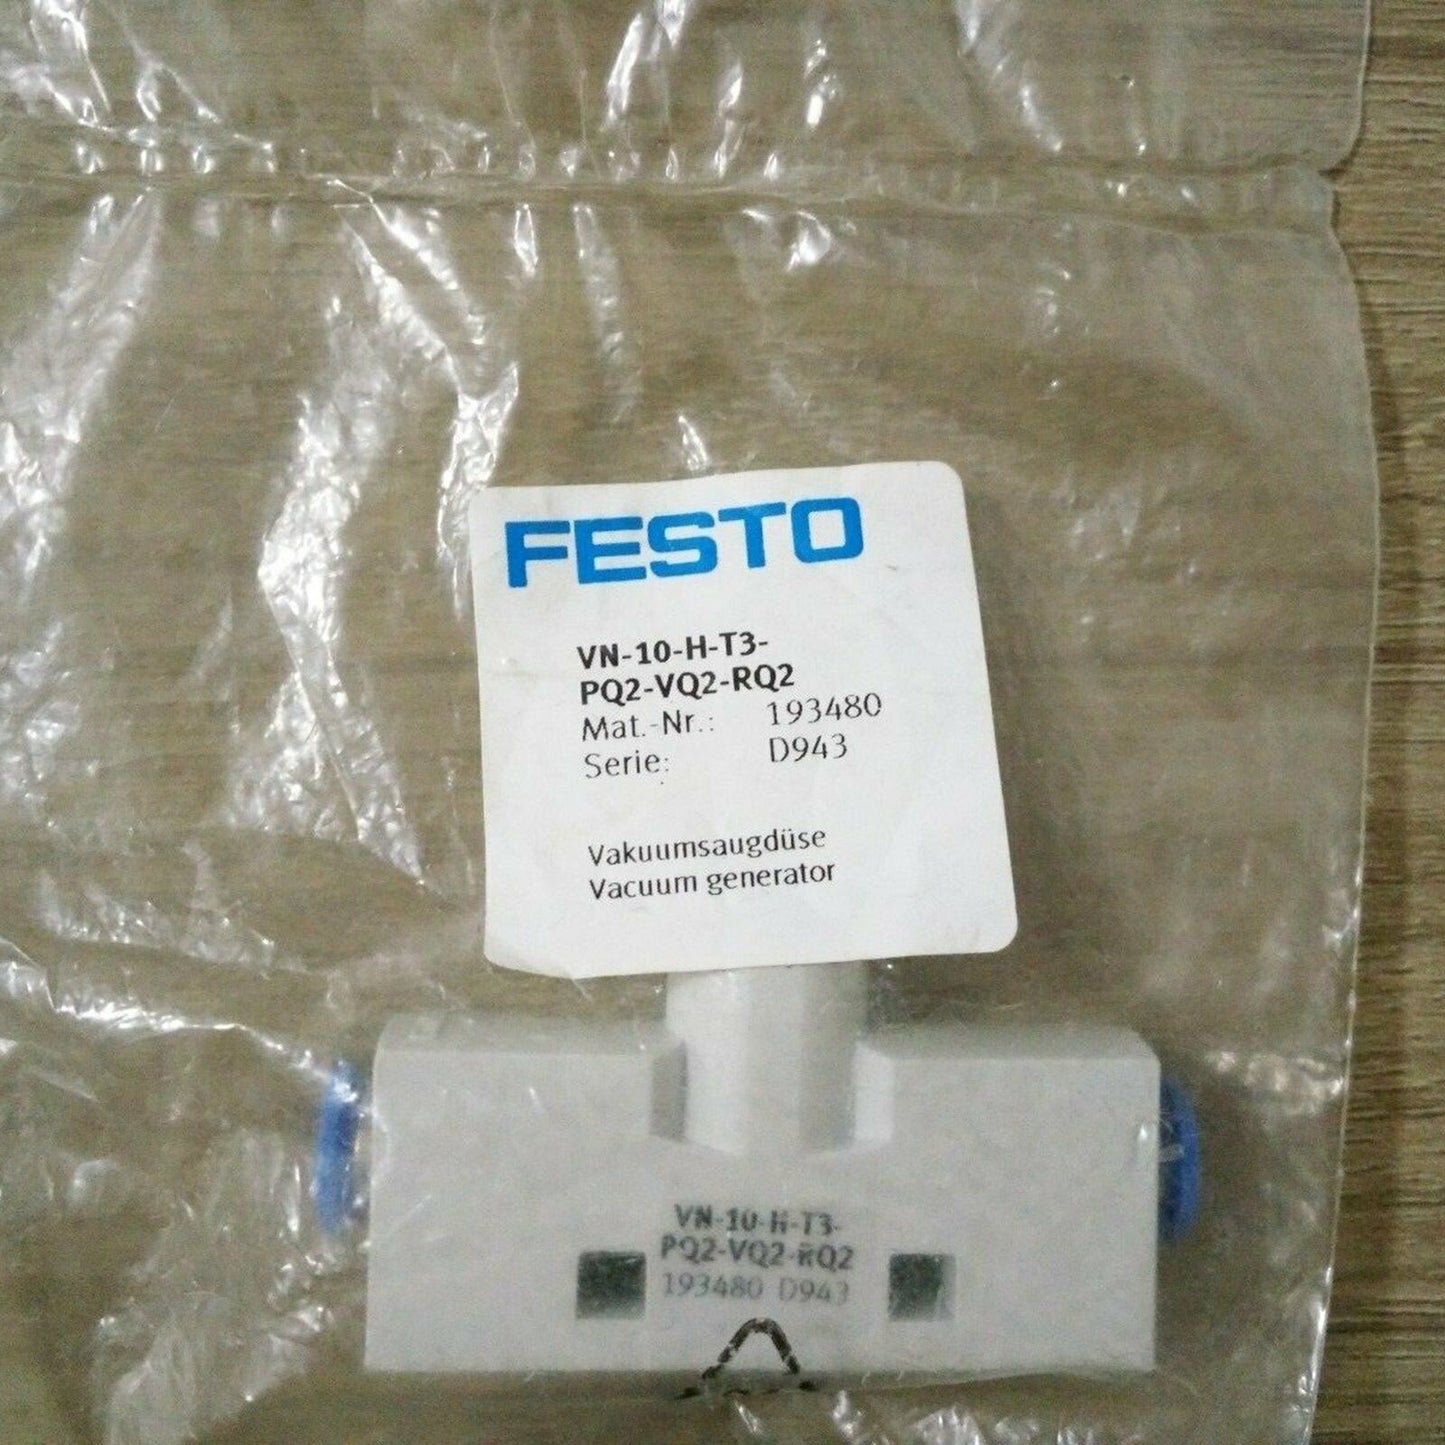 FESTO
VN-10-H-T3-
PQ2-VQ2-RQ2
Mat.-Nr.: 193480
Serie: D943
Vakuumsaugdüse
Vacuum generator
VN-10-H-T3-
PQ2-VQ2-RQ2
193480 D943